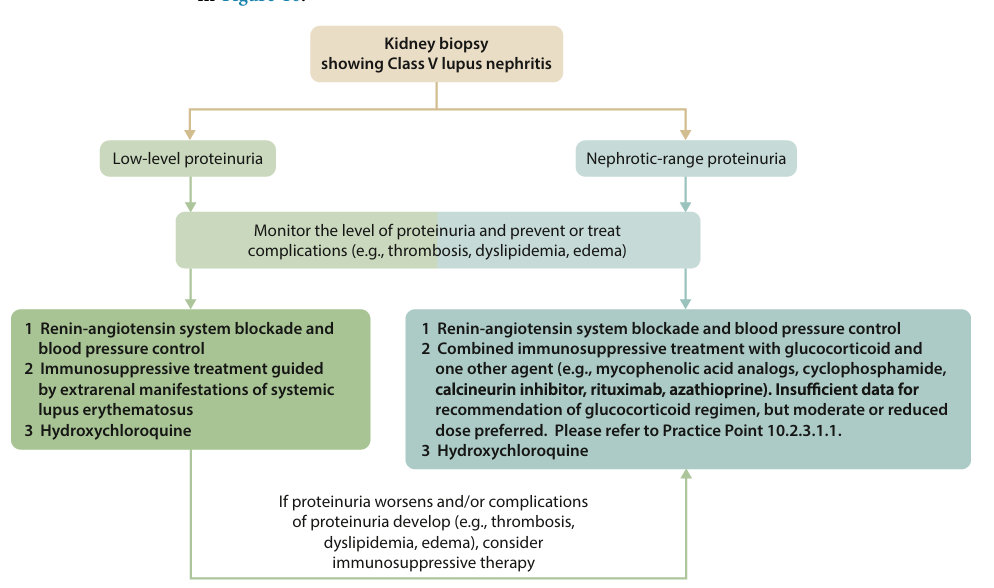 Kidney biopsy
showing Class V lupus nephritis
Low-level proteinuria
Nephrotic-range proteinuria
Monitor the level of proteinuria and prevent or treat
complications (e.g., thrombosis, dyslipidemia, edema)
1 Renin-angiotensin system blockade and
blood pressure control
2 Immunosuppressive treatment guided
by extrarenal manifestations of systemic
lupus erythematosus
3 Hydroxychloroquine
1 Renin-angiotensin system blockade and blood pressure control
2 Combined immunosuppressive treatment with glucocorticoid and
one other agent (e.g., mycophenolic acid analogs, cyclophosphamide,
calcineurin inhibitor, rituximab, azathioprine). Insufficient data for
recommendation of glucocorticoid regimen, but moderate or reduced
dose preferred. Please refer to Practice Point 10.2.3.1.1.
3 Hydroxychloroquine
If proteinuria worsens and/or complications
of proteinuria develop (e.g., thrombosis,
dyslipidemia, edema), consider
immunosuppressive therapy